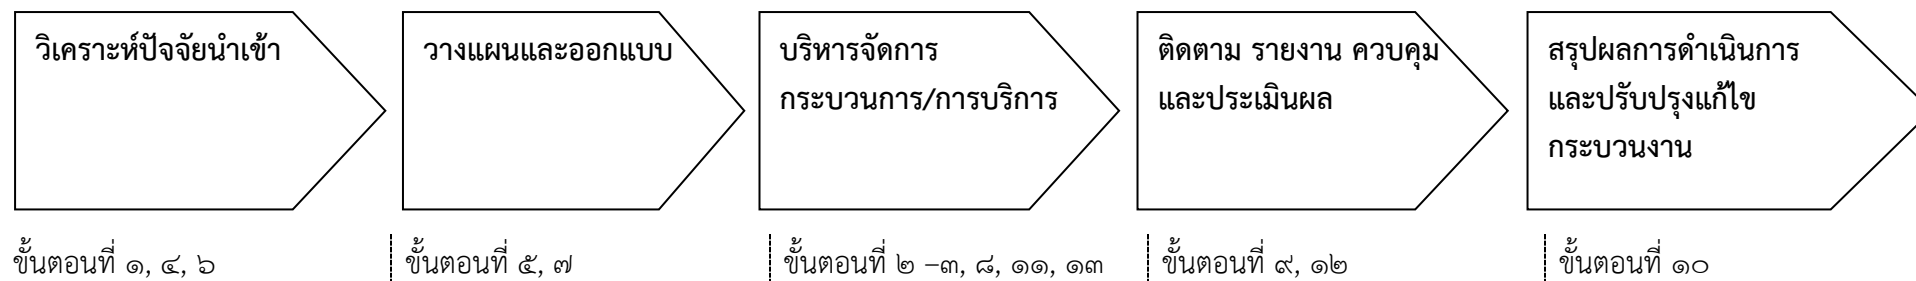 วิเคราะห์ปัจจัยนำเข้า
วางแผนและออกแบบ
บริหารจัดการ
กระบวนการ/การบริการ
ติดตาม รายงาน ควบคุม
และประเมินผล
สรุปผลการดำเนินการ
และปรับปรุงแก้ไข
กระบวนงาน
ขั้นตอนที่ ๑, ๔, ๖
ขั้นตอนที่ ๕, ๗
ขั้นตอนที่ ๒ –๓, ๘, ๑๑, ๑๓
ขั้นตอนที่ ๙, ๑๒
ขั้นตอนที่ ๑๐